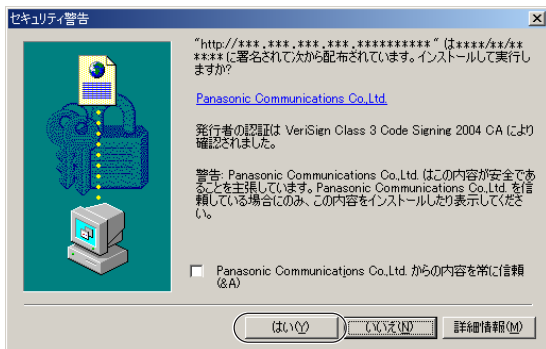 セキュリティ警告
"http://***.***.***.***.**********" は****/**/**
**:** に署名されて次から配布されています。インストールして実行し
ますか?
Panasonic Communications Co.,Ltd.
発行者の認証は VeriSign Class 3 Code Signing 2004 CA により
確認されました。
警告: Panasonic Communications Co.,Ltd. はこの内容が安全であ
ることを主張しています。Panasonic Communications Co.,Ltd. を信
頼している場合にのみ、この内容をインストールしたり表示してくださ
い。
Panasonic Communications Co.,Ltd. からの内容を常に信頼
(&A)
はい(Y)
いいえ(N)
詳細情報(M)